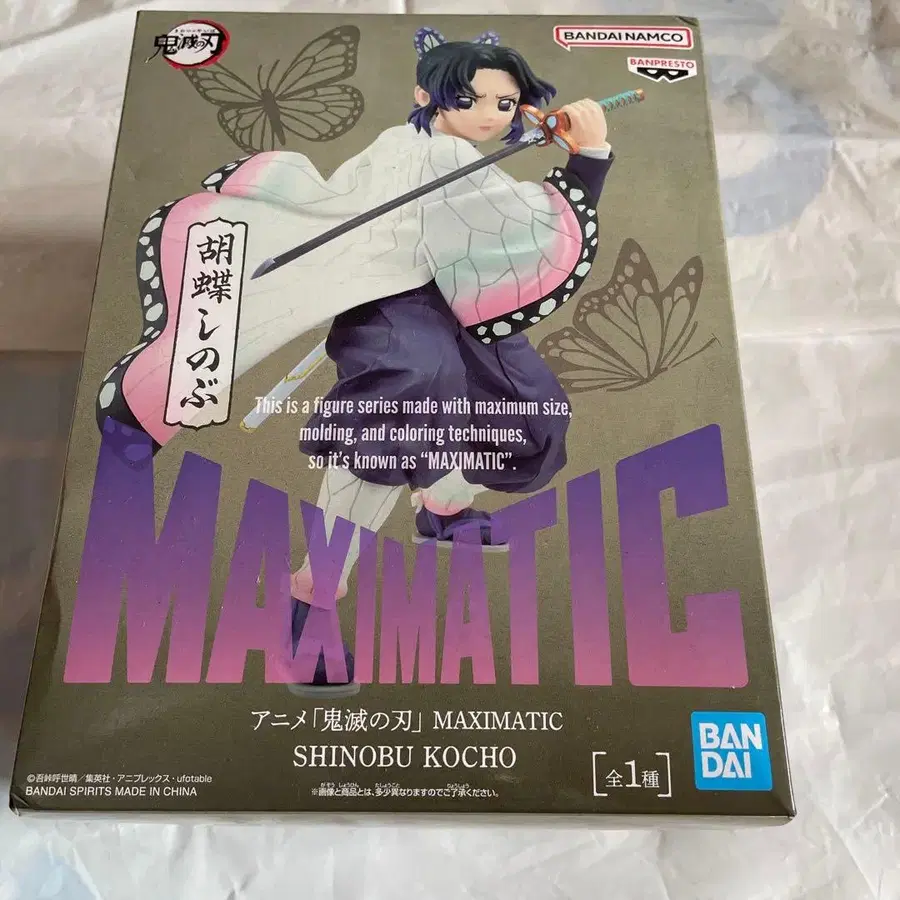 鬼滅の刃
BANDAI NAMCO
BANPRESTO
胡蝶しのぶ
This is a figure series made with maximum size,
molding, and coloring techniques,
so it's known as “MAXIMATIC”.
MAXIMATIC
アニメ「鬼滅の刃」 MAXIMATIC
SHINOBU KOCHO
[全1種]
BAN
DAI
©吾峠呼世晴／集英社・アニプレックス・ufotable
BANDAI SPIRITS MADE IN CHINA
※画像と商品とは、多少異なりますのでご了承ください。